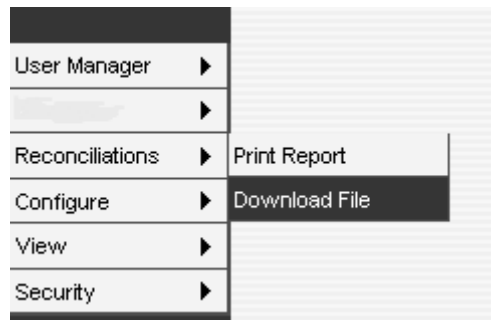 User Manager
Reconciliations
Print Report
Configure
Download File
View
Security